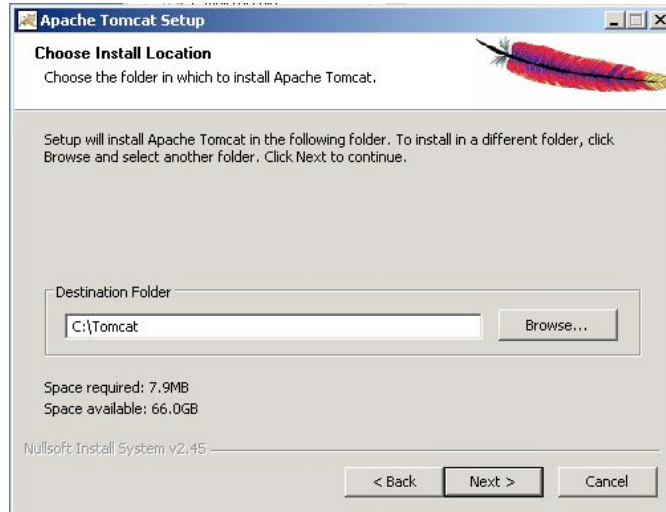 Apache Tomcat Setup
Choose Install Location
Choose the folder in which to install Apache Tomcat.
Setup will install Apache Tomcat in the following folder. To install in a different folder, click
Browse and select another folder. Click Next to continue.
Destination Folder
C:\Tomcat
Browse...
Space required: 7.9MB
Space available: 66.0GB
Nullsoft Install System v2.45
< Back
Next >
Cancel